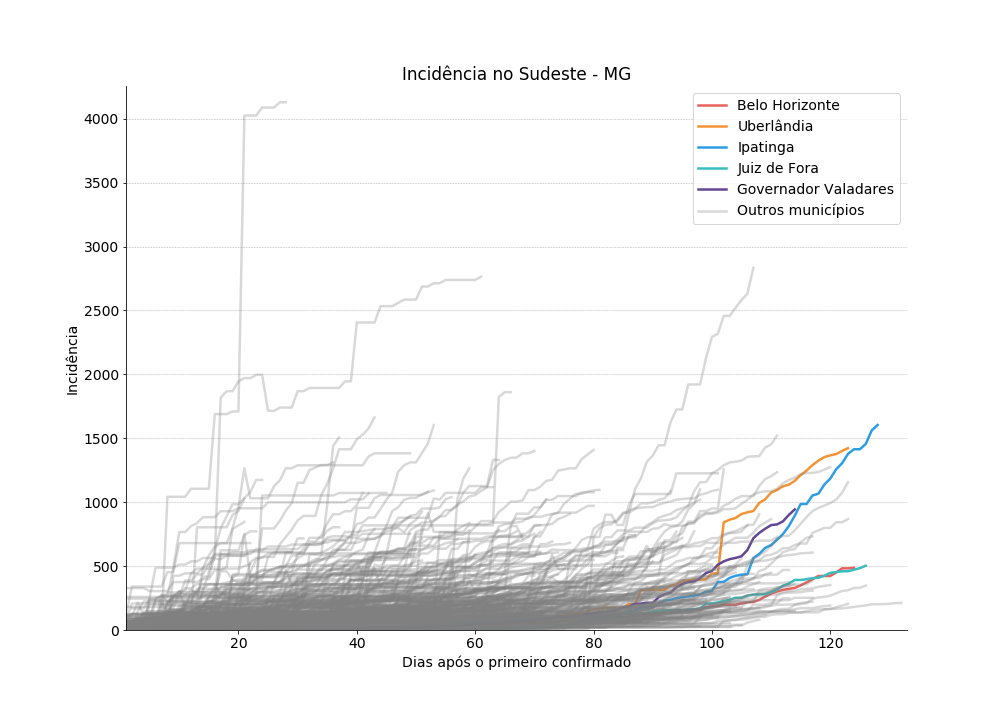 Incidência no Sudeste - MG
Belo Horizonte
Uberlândia
Ipatinga
Juiz de Fora
Governador Valadares
Outros municípios
Incidência
4000
3500
3000
2500
2000
1500
1000
500
0
20
40
60
80
100
120
Dias após o primeiro confirmado